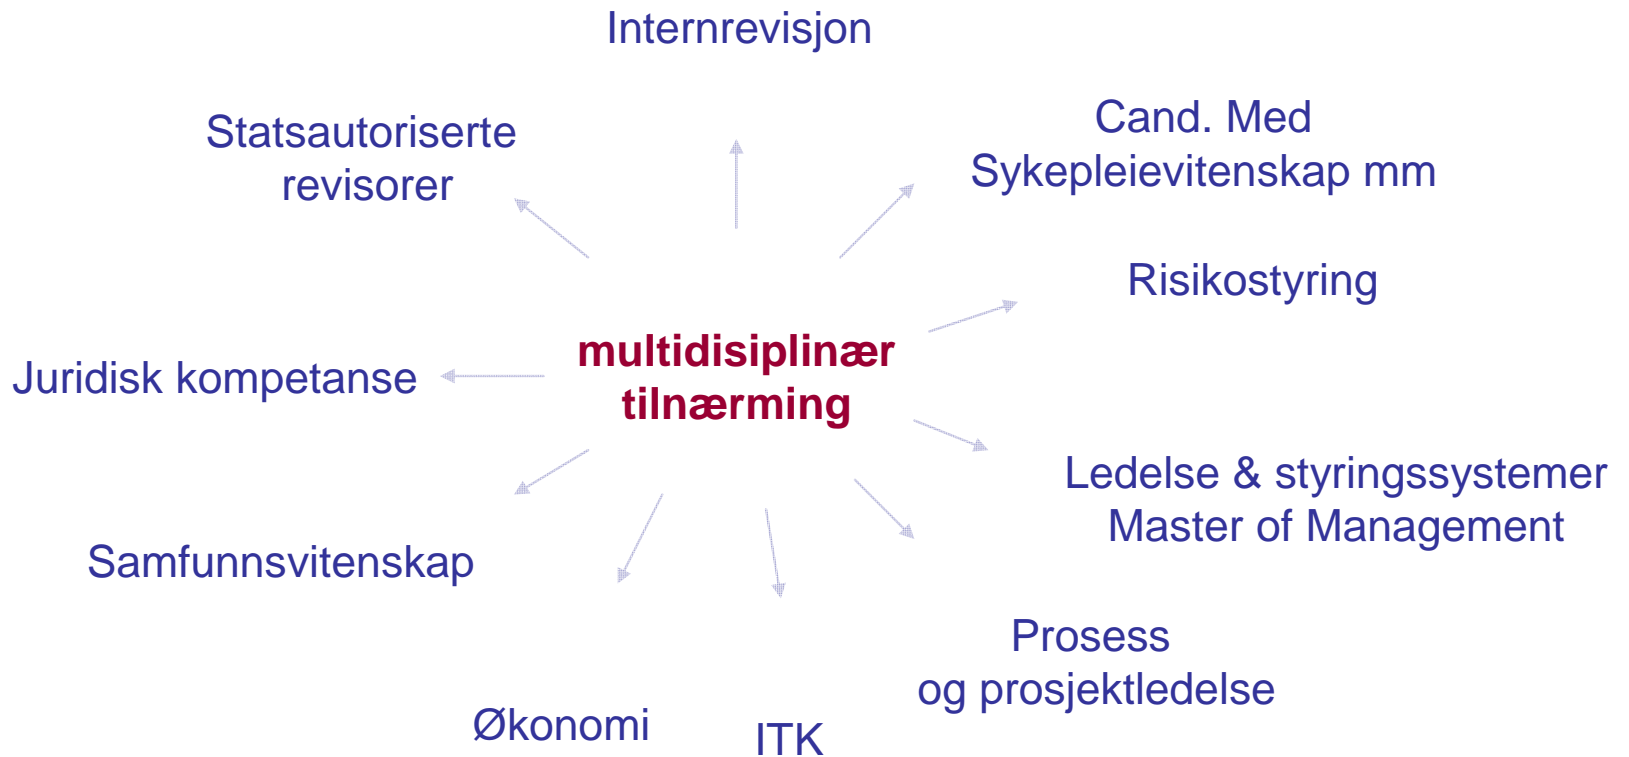 Internrevisjon
Cand. Med
Sykepleievitenskap mm
Statsautoriserte
revisorer
Risikostyring
multidisiplinær
tilnærming
Juridisk kompetanse
Ledelse & styringssystemer
Master of Management
Samfunnsvitenskap
Prosess
og prosjektledelse
Økonomi
ITK